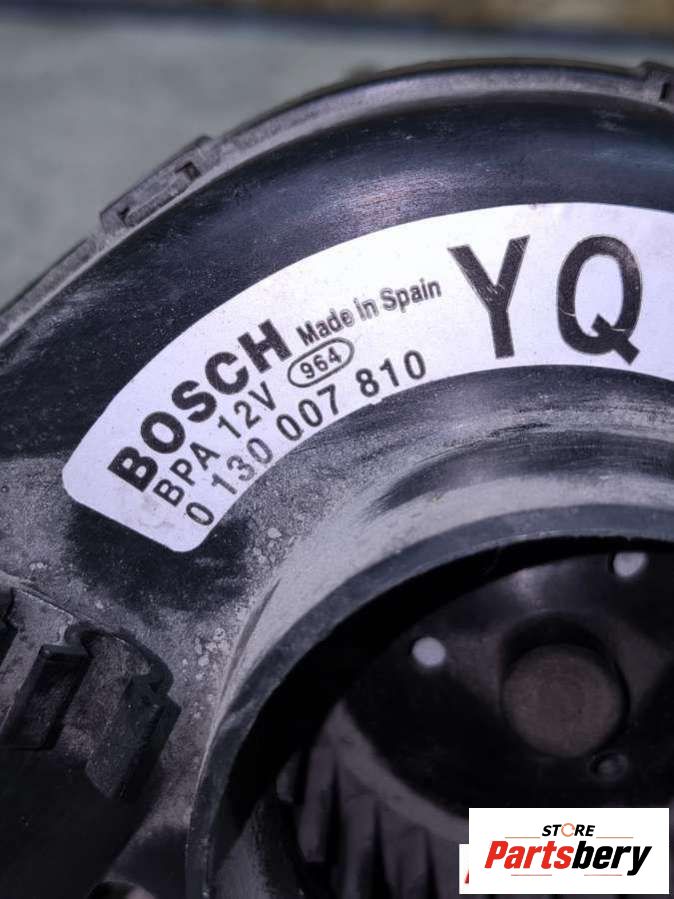 BOSCH Made in Spain
BPA 12V 964
0 130 007 810
YQ
STORE
Partsbery